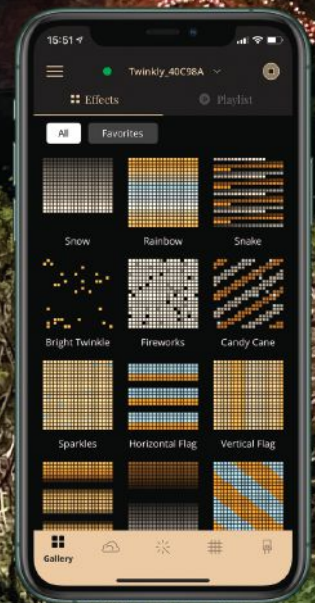 15:51
Twinkly_40C98A
Effects
Playlist
All
Favorites
Snow Rainbow Snake
Bright Twinkle Fireworks Candy Cane
Sparkles Horizontal Flag Vertical Flag
Gallery